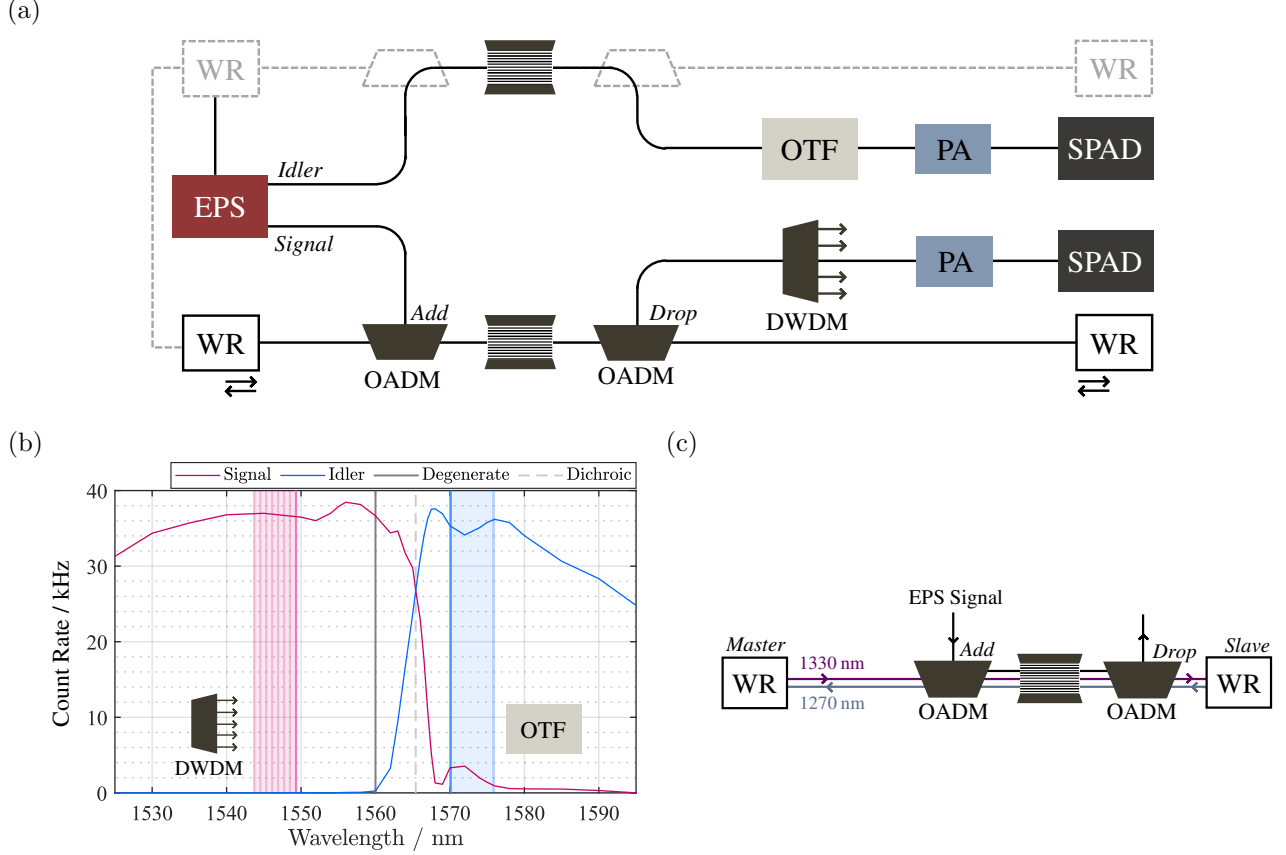 (a)
WR
WR
OTF
PA
SPAD
Idler
EPS
Signal
PA
SPAD
Add
Drop
DWDM
WR
OADM
OADM
WR
(b)
Signal Idler Degenerate Dichroic
40
30
20
10
0
Count Rate / kHz
DWDM
OTF
1530 1540 1550 1560 1570 1580 1590
Wavelength / nm
(c)
EPS Signal
Master
Add
Drop
Slave
1330 nm
WR
WR
1270 nm
OADM
OADM